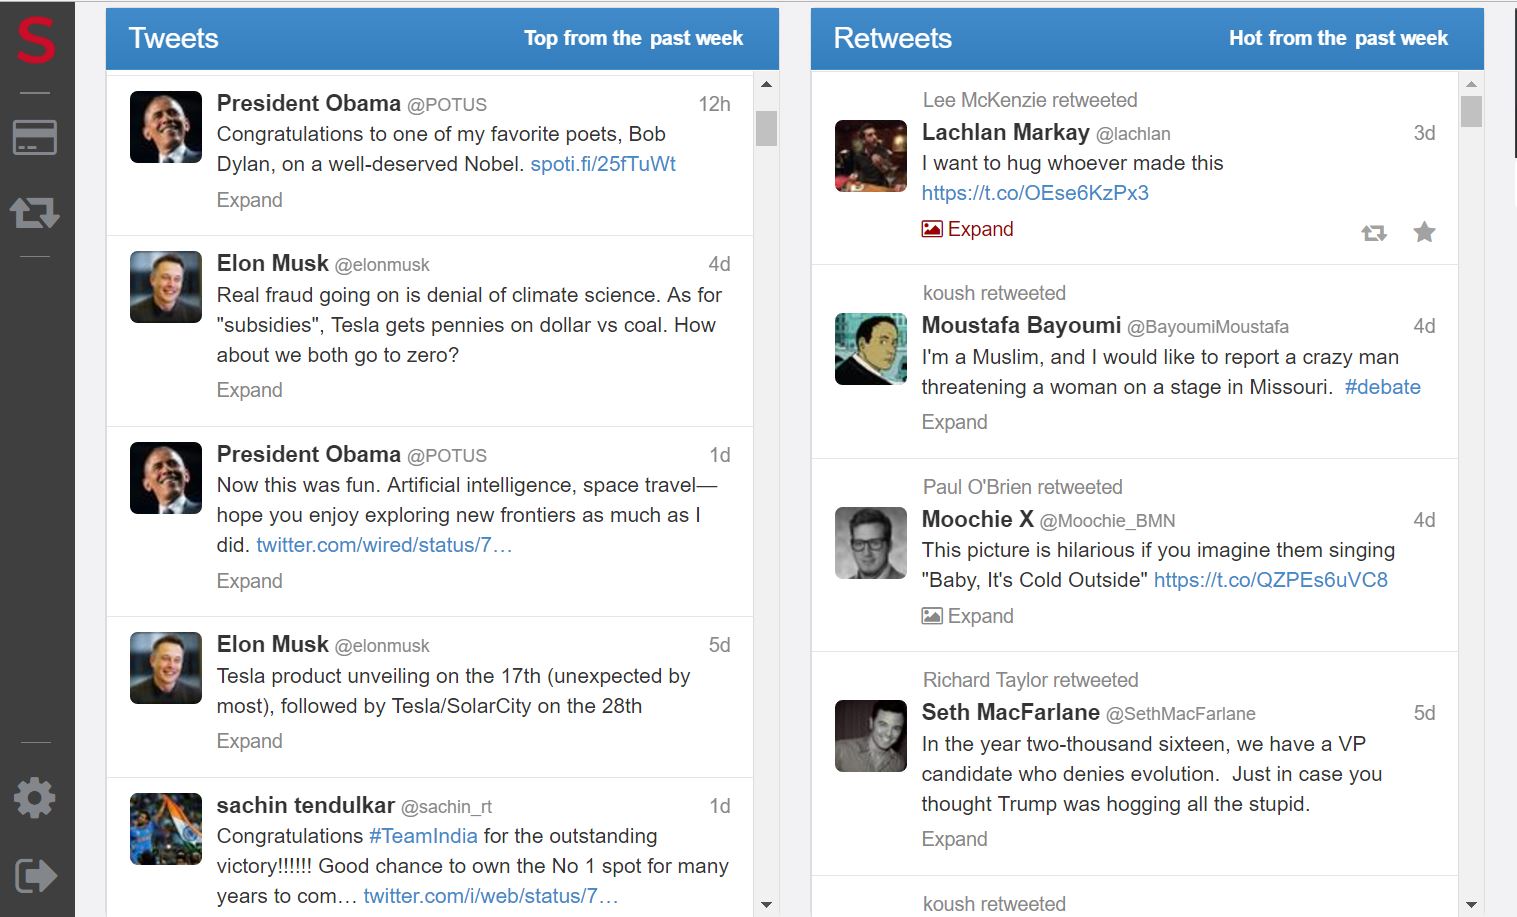 S
Tweets Top from the past week
President Obama @POTUS 12h
Congratulations to one of my favorite poets, Bob
Dylan, on a well-deserved Nobel. spoti.fi/25fTuWt
Expand
Elon Musk @elonmusk 4d
Real fraud going on is denial of climate science. As for
"subsidies", Tesla gets pennies on dollar vs coal. How
about we both go to zero?
Expand
President Obama @POTUS 1d
Now this was fun. Artificial intelligence, space travel—
hope you enjoy exploring new frontiers as much as I
did. twitter.com/wired/status/7…
Expand
Elon Musk @elonmusk 5d
Tesla product unveiling on the 17th (unexpected by
most), followed by Tesla/SolarCity on the 28th
Expand
sachin tendulkar @sachin_rt 1d
Congratulations #TeamIndia for the outstanding
victory!!!!!! Good chance to own the No 1 spot for many
years to com… twitter.com/i/web/status/7…
Retweets Hot from the past week
Lee McKenzie retweeted
Lachlan Markay @lachlan 3d
I want to hug whoever made this
https://t.co/OEse6KzPx3
Expand
koush retweeted
Moustafa Bayoumi @BayoumiMoustafa 4d
I'm a Muslim, and I would like to report a crazy man
threatening a woman on a stage in Missouri. #debate
Expand
Paul O'Brien retweeted
Moochie X @Moochie_BMN 4d
This picture is hilarious if you imagine them singing
"Baby, It's Cold Outside" https://t.co/QZPEs6uVC8
Expand
Richard Taylor retweeted
Seth MacFarlane @SethMacFarlane 5d
In the year two-thousand sixteen, we have a VP
candidate who denies evolution. Just in case you
thought Trump was hogging all the stupid.
Expand
koush retweeted